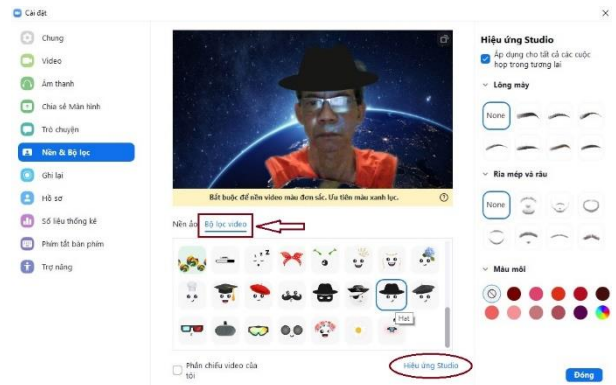 Cài đặt
Chung
Video
Âm thanh
Chia sẻ Màn hình
Trò chuyện
Nền & Bộ lọc
Ghi lại
Hồ sơ
Số liệu thống kê
Phím tắt bàn phím
Trợ năng
Bắt buộc để nền video màu đơn sắc. Ưu tiên màu xanh lục.
Nền ảo
Bộ lọc video
Hat
Phản chiếu video của
tôi
Hiệu ứng Studio
Hiệu ứng Studio
Áp dụng cho tất cả các cuộc
họp trong tương lai
Lông mày
None
Ria mép và râu
None
Màu môi
Đóng